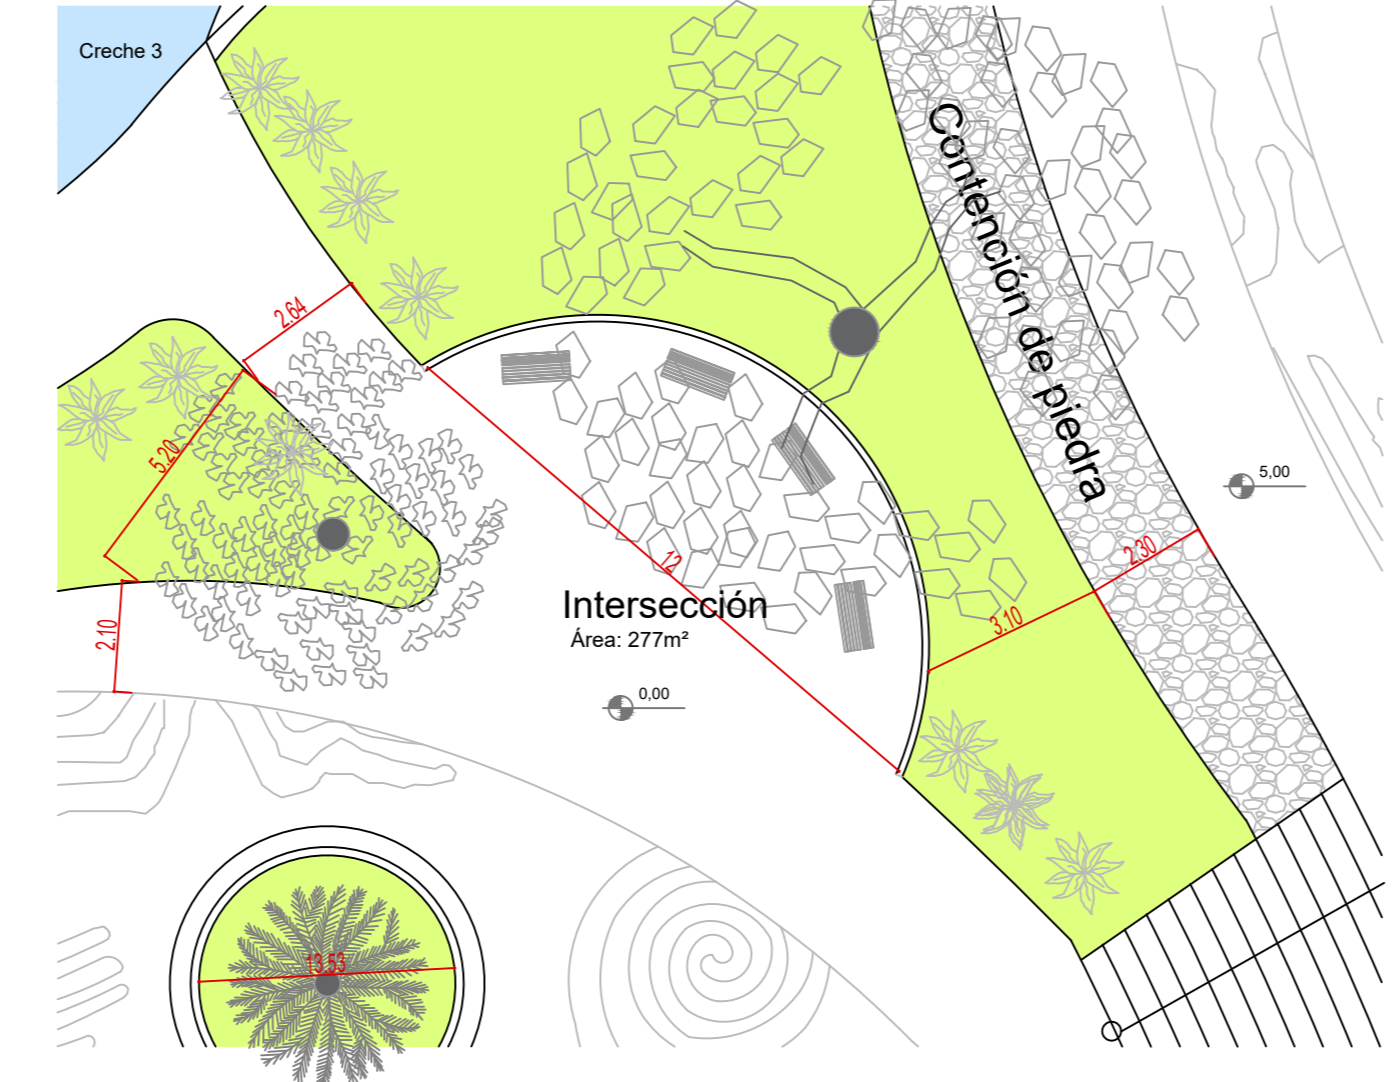 Creche 3
Contención de piedra
2.64
5.20
5,00
2.30
12
Intersección
Área: 277m²
3.10
2.10
0,00
13.53